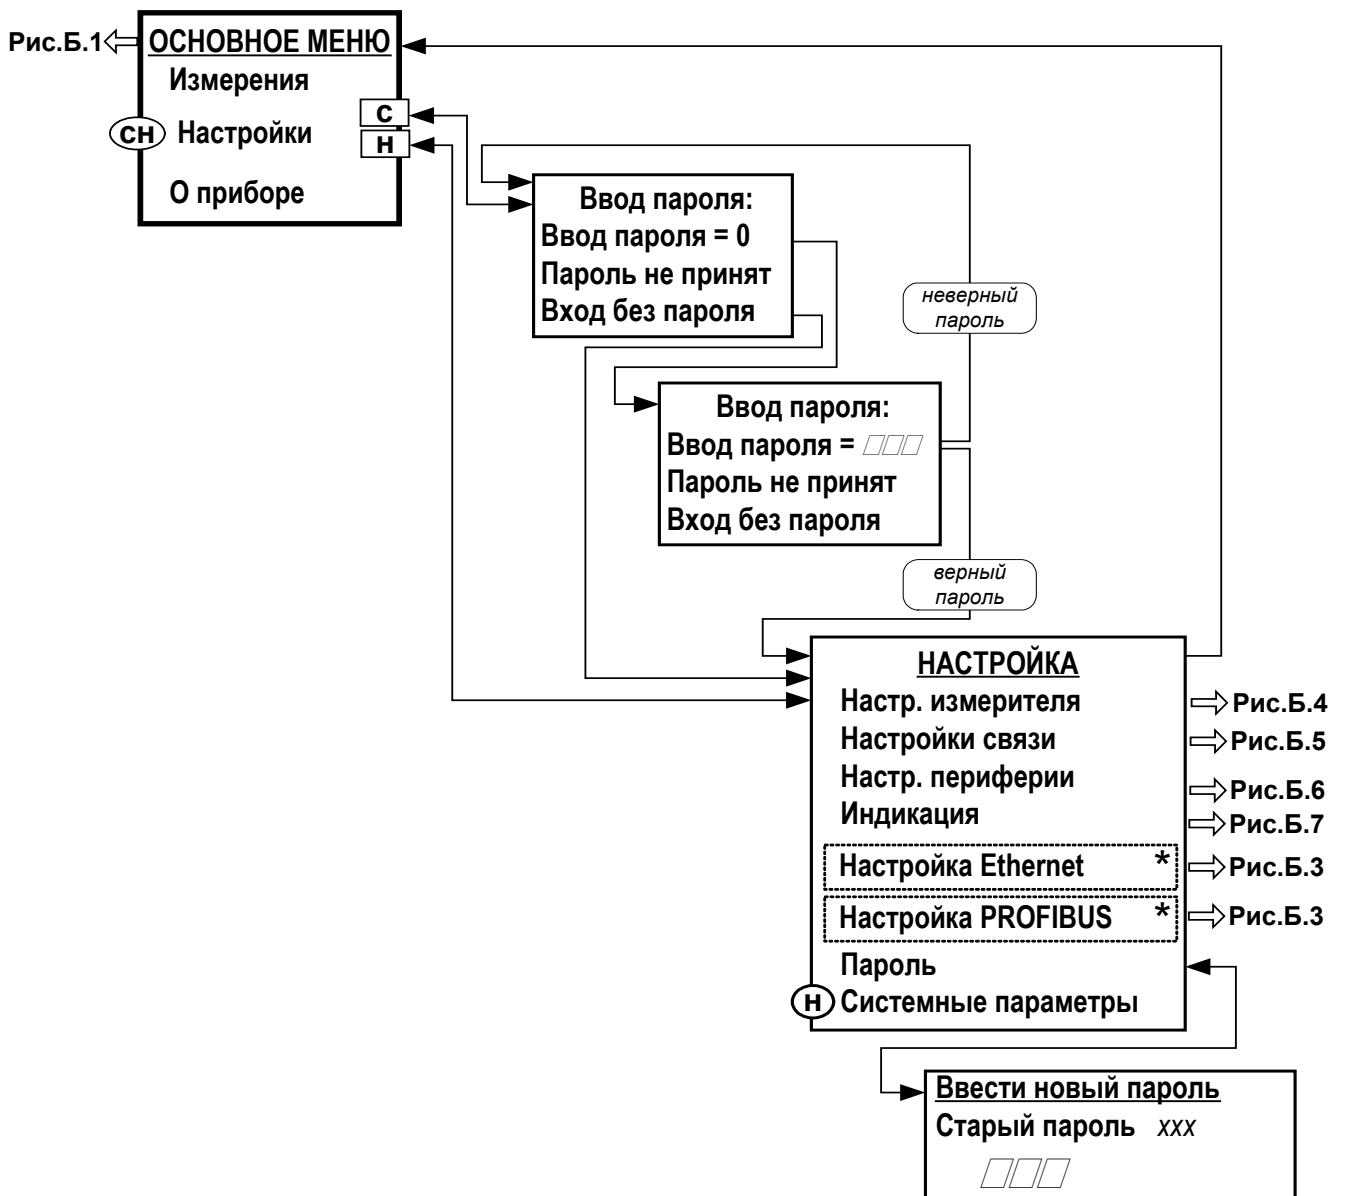 Рис.Б.1
ОСНОВНОЕ МЕНЮ
Измерения
С
СН
Настройки
Н
О приборе
Ввод пароля:
Ввод пароля = 0
Пароль не принят
Вход без пароля
неверный
пароль
Ввод пароля:
Ввод пароля =
Пароль не принят
Вход без пароля
верный
пароль
НАСТРОЙКА
Настр. измерителя
Рис.Б.4
Настройки связи
Рис.Б.5
Настр. периферии
Рис.Б.6
Индикация
Рис.Б.7
Настройка Ethernet *
Рис.Б.3
Настройка PROFIBUS *
Рис.Б.3
Пароль
Н
Системные параметры
Ввести новый пароль
Старый пароль xxx